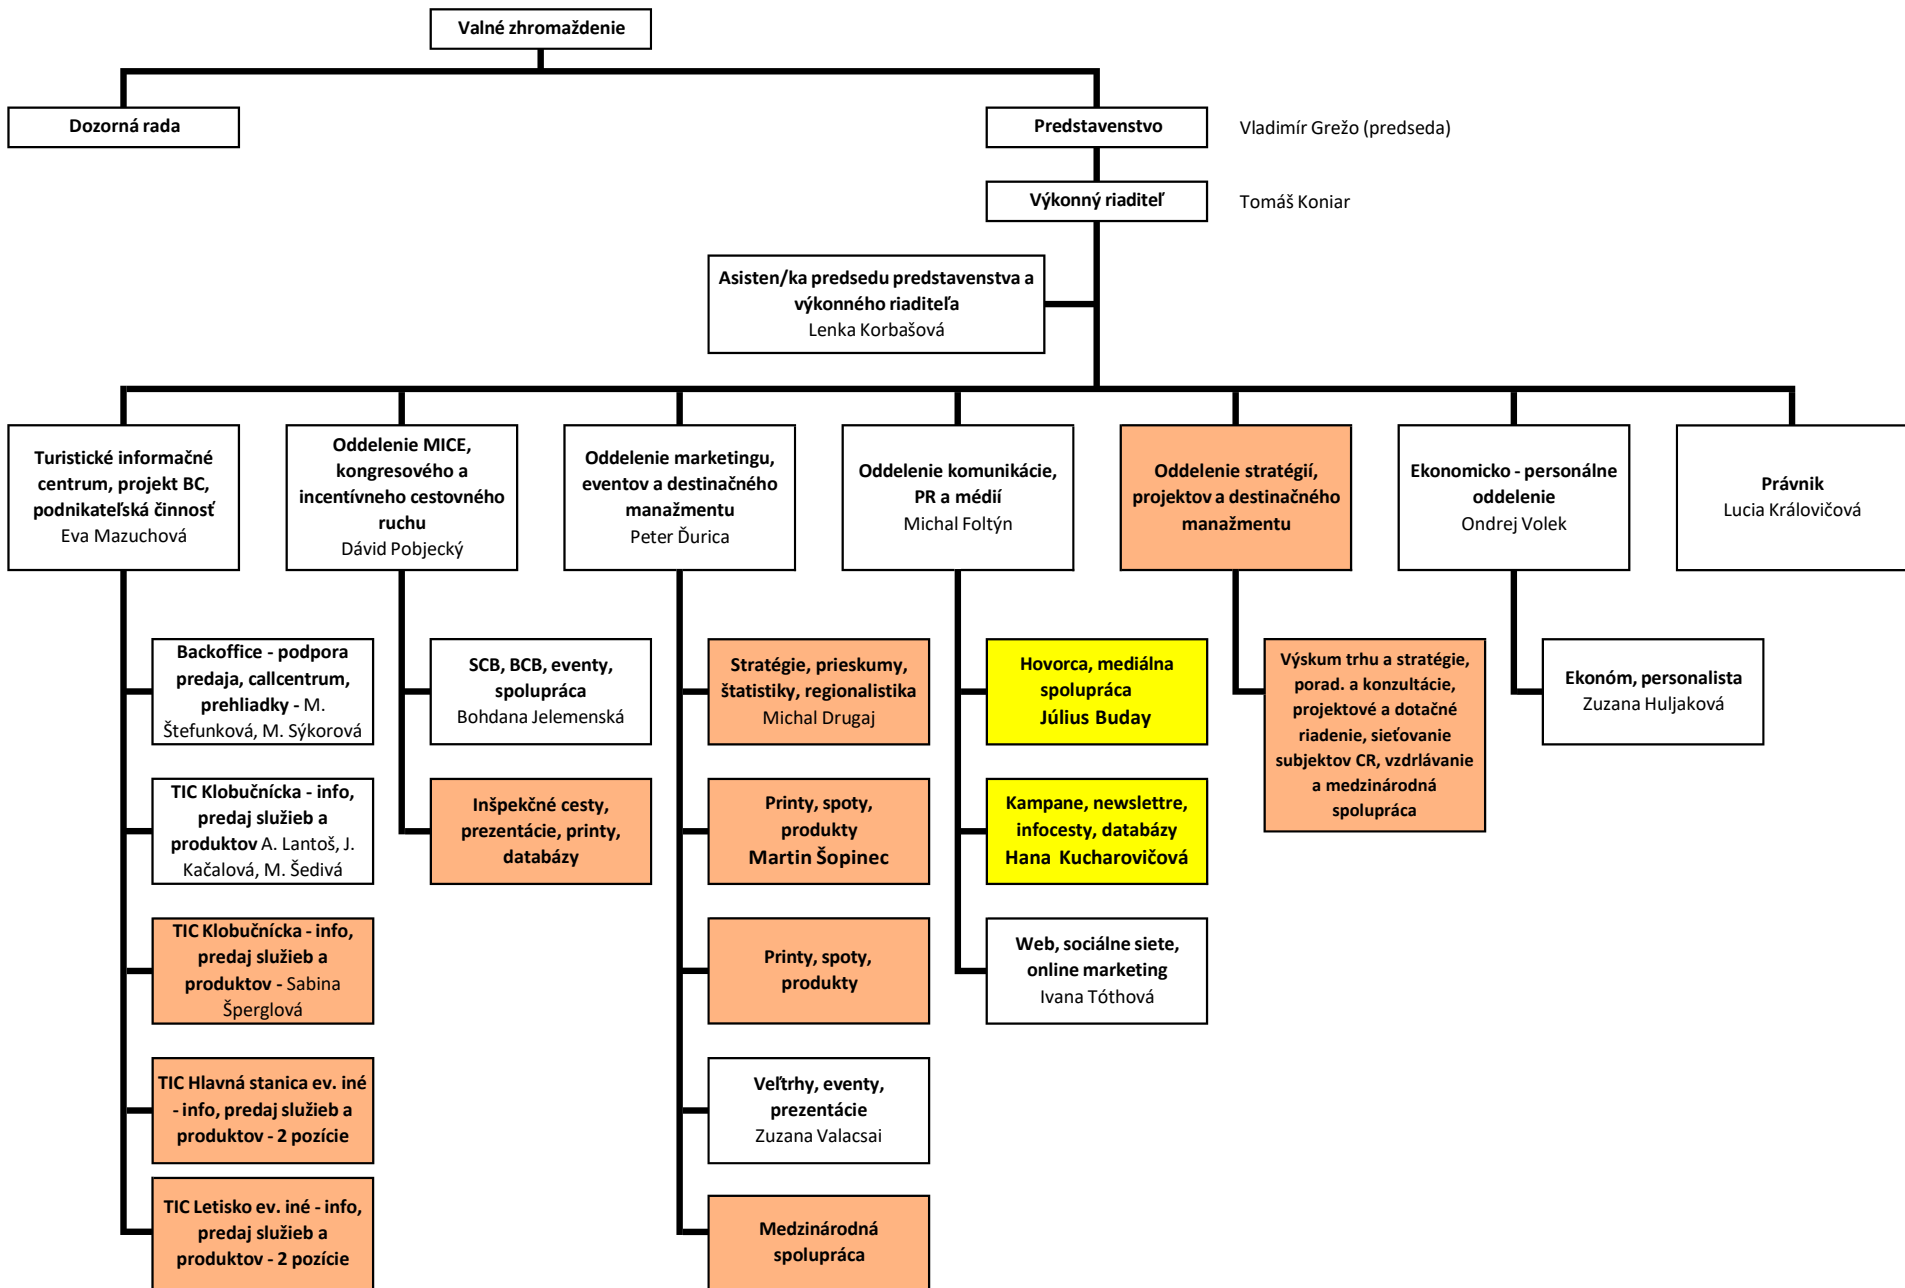 Valné zhromaždenie
Dozorná rada
Predstavenstvo
Vladimír Grežo (predseda)
Výkonný riaditeľ
Tomáš Koniar
Asisten/ka predsedu predstavenstva a
výkonného riaditeľa
Lenka Korbašová
Turistické informačné
centrum, projekt BC,
podnikateľská činnosť
Eva Mazuchová
Oddelenie MICE,
kongresového a
incentívneho cestovného
ruchu
Dávid Pobjecký
Oddelenie marketingu,
eventov a destinačného
manažmentu
Peter Ďurica
Oddelenie komunikácie,
PR a médií
Michal Foltýn
Oddelenie stratégií,
projektov a destinačného
manažmentu
Ekonomicko - personálne
oddelenie
Ondrej Volek
Právnik
Lucia Královičová
Backoffice - podpora
predaja, callcentrum,
prehliadky - M.
Štefunková, M. Sýkorová
SCB, BCB, eventy,
spolupráca
Bohdana Jelemenská
Stratégie, prieskumy,
štatistiky, regionalistika
Michal Drugaj
Hovorca, mediálna
spolupráca
Július Buday
Výskum trhu a stratégie,
porad. a konzultácie,
projektové a dotačné
riadenie, sieťovanie
subjektov CR, vzdrlávanie
a medzinárodná
spolupráca
Ekonóm, personalista
Zuzana Huljaková
TIC Klobučnícka - info,
predaj služieb a
produktov A. Lantoš, J.
Kačalová, M. Šedivá
Inšpekčné cesty,
prezentácie, printy,
databázy
Printy, spoty,
produkty
Martin Šopinec
Kampane, newslettre,
infocesty, databázy
Hana Kucharovičová
TIC Klobučnícka - info,
predaj služieb a
produktov - Sabina
Šperglová
Printy, spoty,
produkty
Web, sociálne siete,
online marketing
Ivana Tóthová
TIC Hlavná stanica ev. iné
- info, predaj služieb a
produktov - 2 pozície
Veľtrhy, eventy,
prezentácie
Zuzana Valacsai
TIC Letisko ev. iné - info,
predaj služieb a
produktov - 2 pozície
Medzinárodná
spolupráca